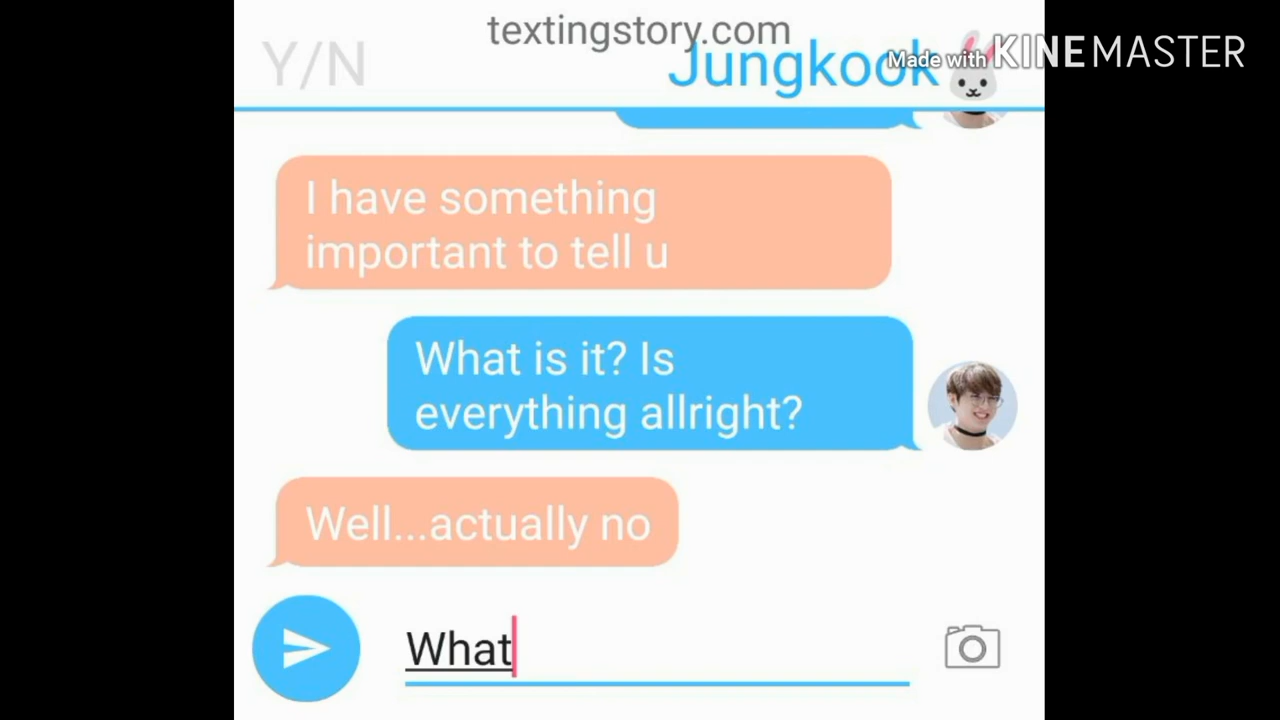 textingstory.com
Made with KINEMASTER
Y/N
Jungkook
I have something
important to tell u
What is it? Is
everything allright?
Well...actually no
What